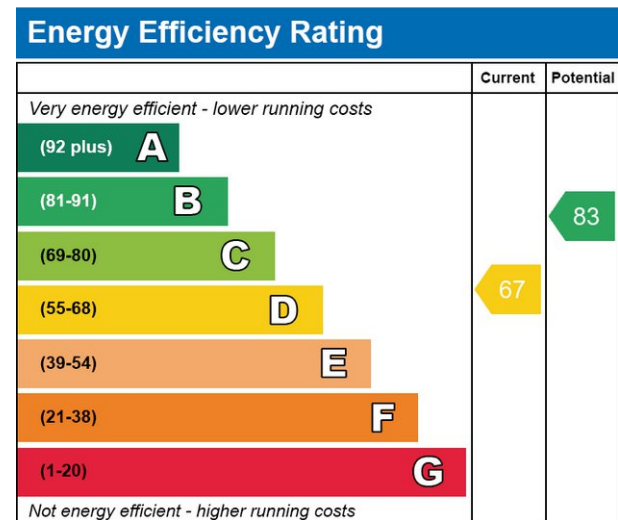 Energy Efficiency Rating
Current Potential
Very energy efficient - lower running costs
(92 plus) A
(81-91) B
83
(69-80) C
67
(55-68) D
(39-54) E
(21-38) F
(1-20) G
Not energy efficient - higher running costs